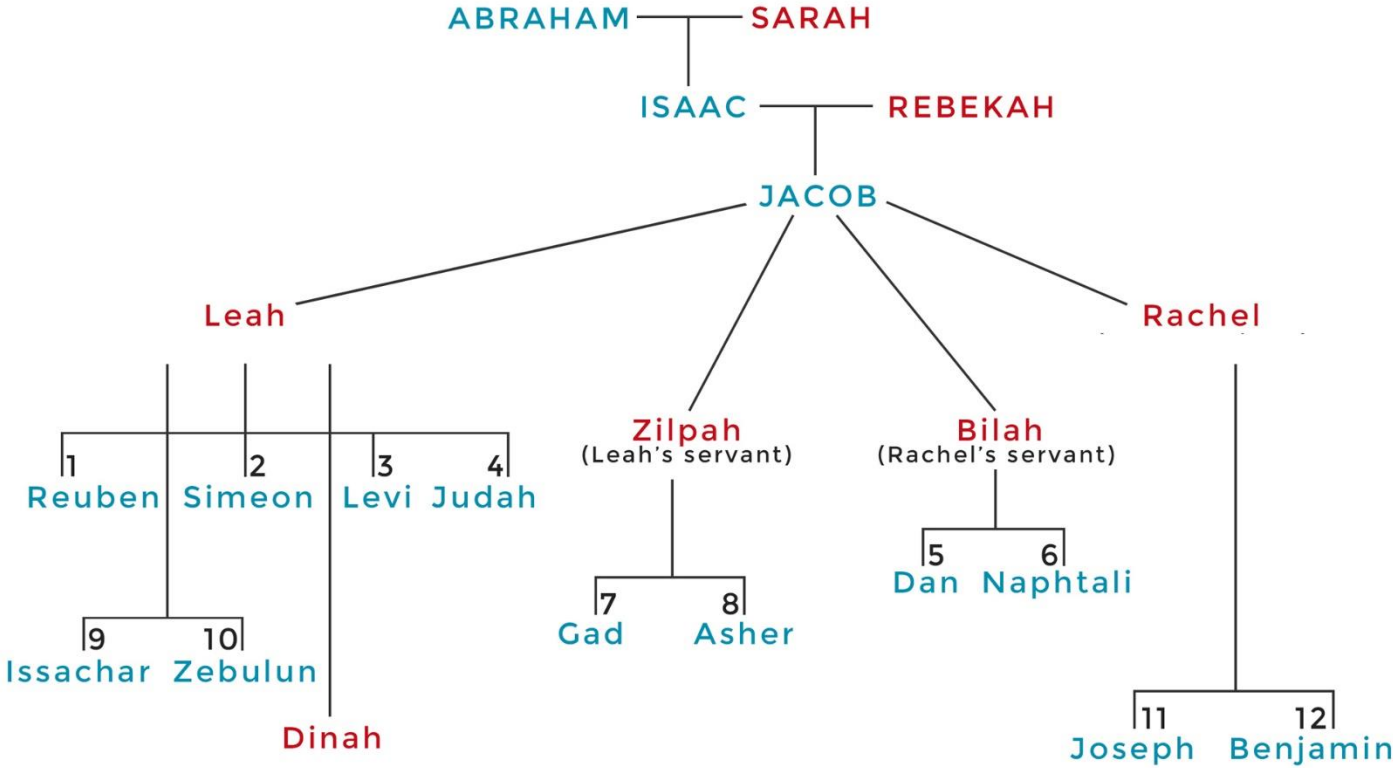 ABRAHAM SARAH
ISAAC REBEKAH
JACOB
Leah Rachel
Zilpah Bilah
(Leah's servant) (Rachel's servant)
1 2 3 4
Reuben Simeon Levi Judah
5 6
Dan Naphtali
7 8
Gad Asher
9 10
Issachar Zebulun
11 12
Dinah Joseph Benjamin